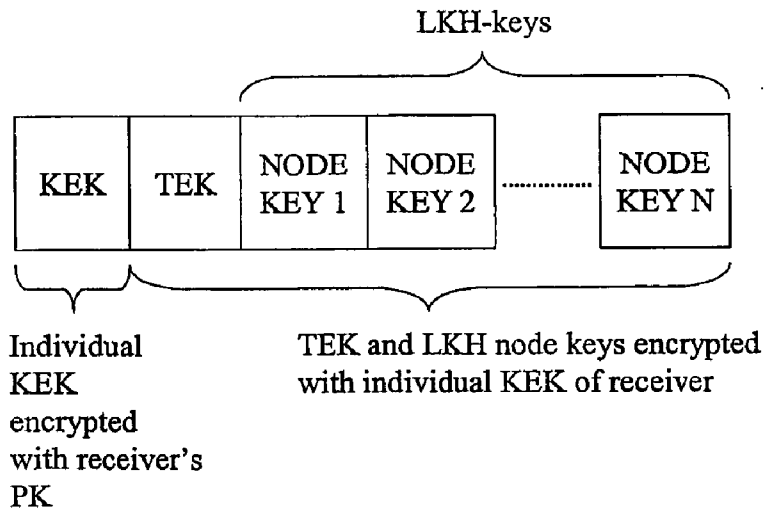 LKH-keys
KEK
TEK
NODE
KEY 1
NODE
KEY 2
NODE
KEY N
Individual
KEK
encrypted
with receiver's
PK
TEK and LKH node keys encrypted
with individual KEK of receiver